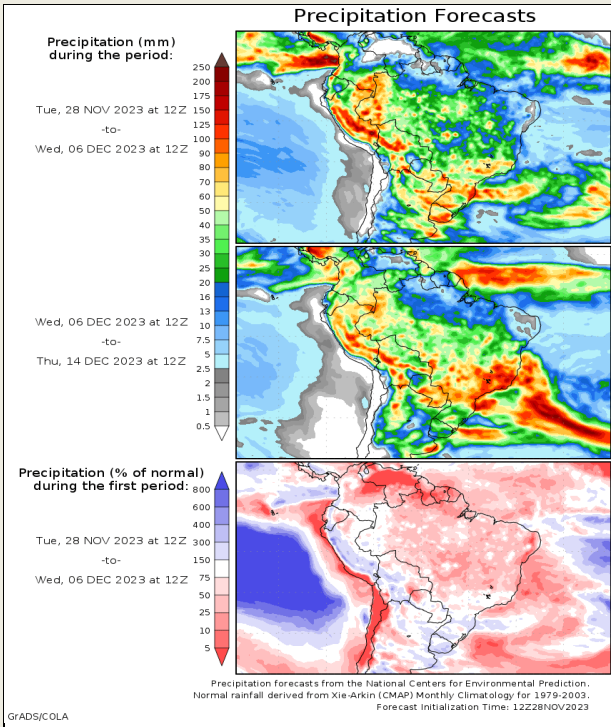 Precipitation Forecasts
Precipitation (mm)
during the period:
250
200
175
150
125
100
90
80
70
60
50
40
35
30
25
20
16
13
10
7.5
5
2.5
2
1.5
1
0.5
Tue, 28 NOV 2023 at 12Z
-to-
Wed, 06 DEC 2023 at 12Z
Wed, 06 DEC 2023 at 12Z
-to-
Thu, 14 DEC 2023 at 12Z
Precipitation (% of normal)
during the first period:
800
600
400
300
150
75
50
25
10
5
Tue, 28 NOV 2023 at 12Z
-to-
Wed, 06 DEC 2023 at 12Z
Precipitation forecasts from the National Centers for Environmental Prediction.
Normal rainfall derived from Xie-Arkin (CMAP) Monthly Climatology for 1979-2003.
Forecast Initialization Time: 12Z28NOV2023
GrADS/COLA